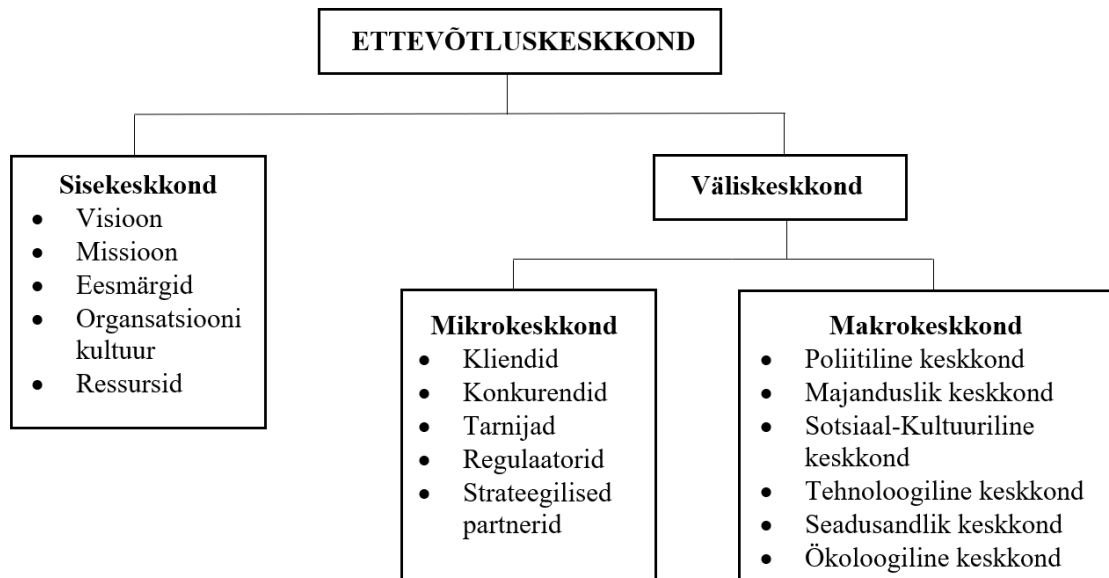 ETTEVÕTLUSKESKKOND
Sisekeskkond
• Visioon
• Missioon
• Eesmärgid
• Organsatsiooni
kultuur
• Ressursid
Väliskeskkond
Mikrokeskkond
• Kliendid
• Konkurendid
• Tarnijad
• Regulaatorid
• Strateegilised
partnerid
Makrokeskkond
• Poliitiline keskkond
• Majanduslik keskkond
• Sotsiaal-Kultuuriline
keskkond
• Tehnoloogiline keskkond
• Seadusandlik keskkond
• Ökoloogiline keskkond